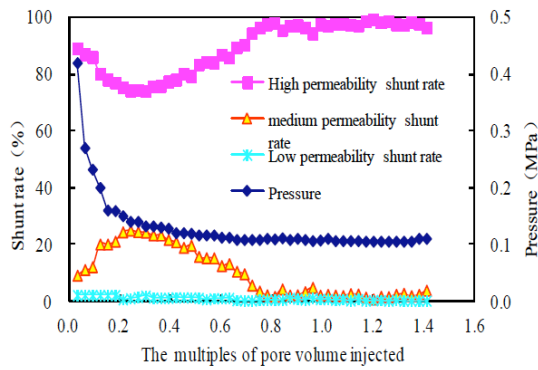 100
80
60
40
20
0
Shunt rate (%)
0.5
0.4
0.3
0.2
0.1
0.0
Pressure (MPa)
High permeability shunt rate
medium permeability shunt
rate
Low permeability shunt rate
Pressure
0.0 0.2 0.4 0.6 0.8 1.0 1.2 1.4 1.6
The multiples of pore volume injected